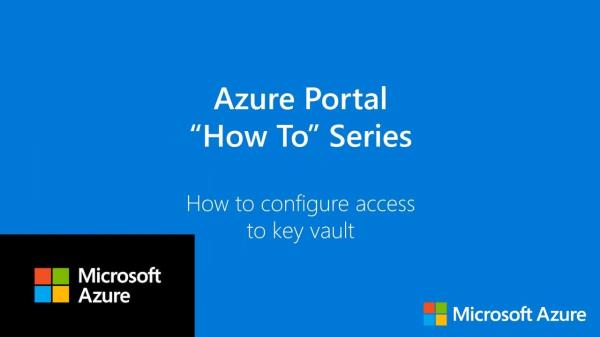 Azure Portal
“How To” Series
How to configure access
to key vault
Microsoft
Azure
Microsoft Azure